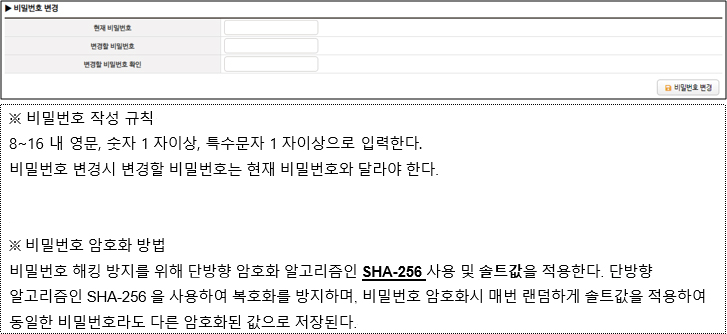 ▶ 비밀번호 변경
현재 비밀번호
변경할 비밀번호
변경할 비밀번호 확인
비밀번호 변경
※ 비밀번호 작성 규칙
8~16 내 영문, 숫자 1 자이상, 특수문자 1 자이상으로 입력한다.
비밀번호 변경시 변경할 비밀번호는 현재 비밀번호와 달라야 한다.
※ 비밀번호 암호화 방법
비밀번호 해킹 방지를 위해 단방향 암호화 알고리즘인 SHA-256 사용 및 솔트값을 적용한다. 단방향
알고리즘인 SHA-256 을 사용하여 복호화를 방지하며, 비밀번호 암호화시 매번 랜덤하게 솔트값을 적용하여
동일한 비밀번호라도 다른 암호화된 값으로 저장된다.